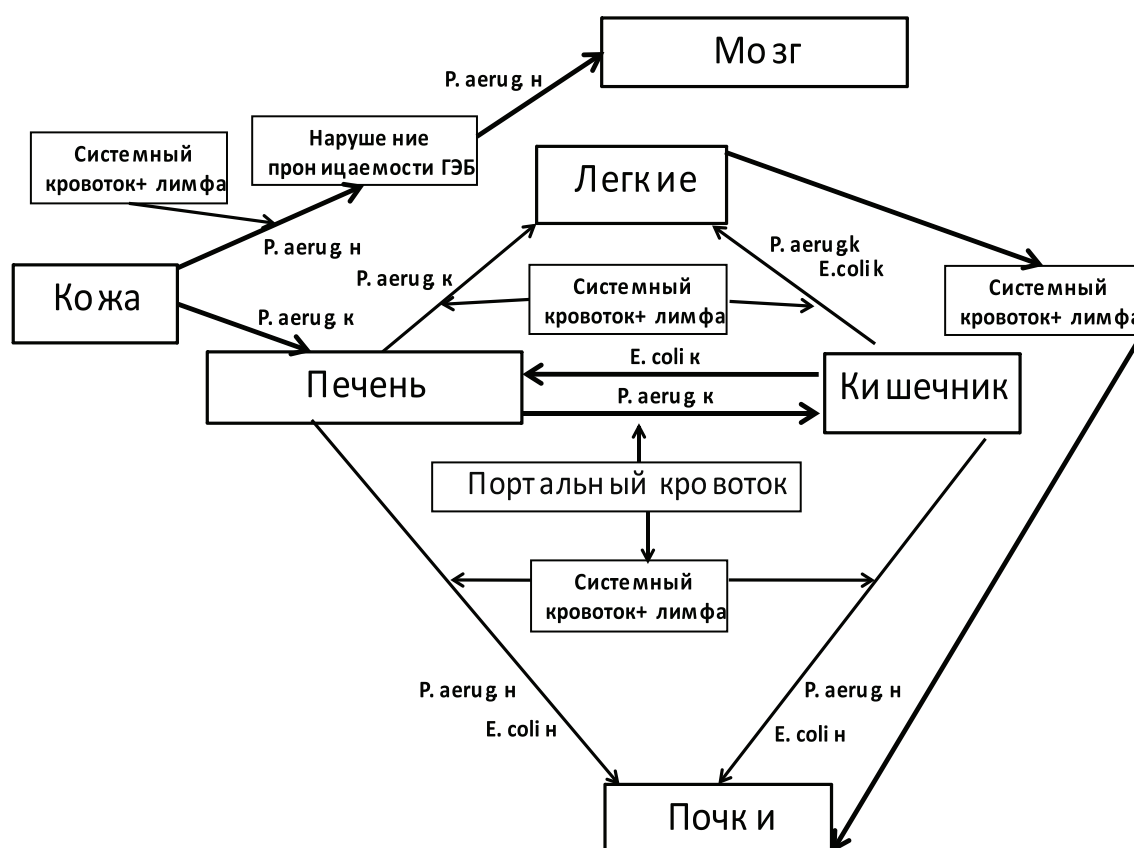 Мозг
P. aerug. н
Наруше ние
прон ицаемости ГЭБ
Системный
кровоток+ лимфа
Легкие
P. aerug. н
P. aerug.k
E.coli k
P. aerug. к
Кожа
Системный
кровоток+ лимфа
Системный
кровоток+ лимфа
P. aerug. к
E. coli к
Печень
Кишечник
P. aerug. к
Портальный кровоток
Системный
кровоток+ лимфа
P. aerug. н
P. aerug. н
E. coli н
E. coli н
Почки